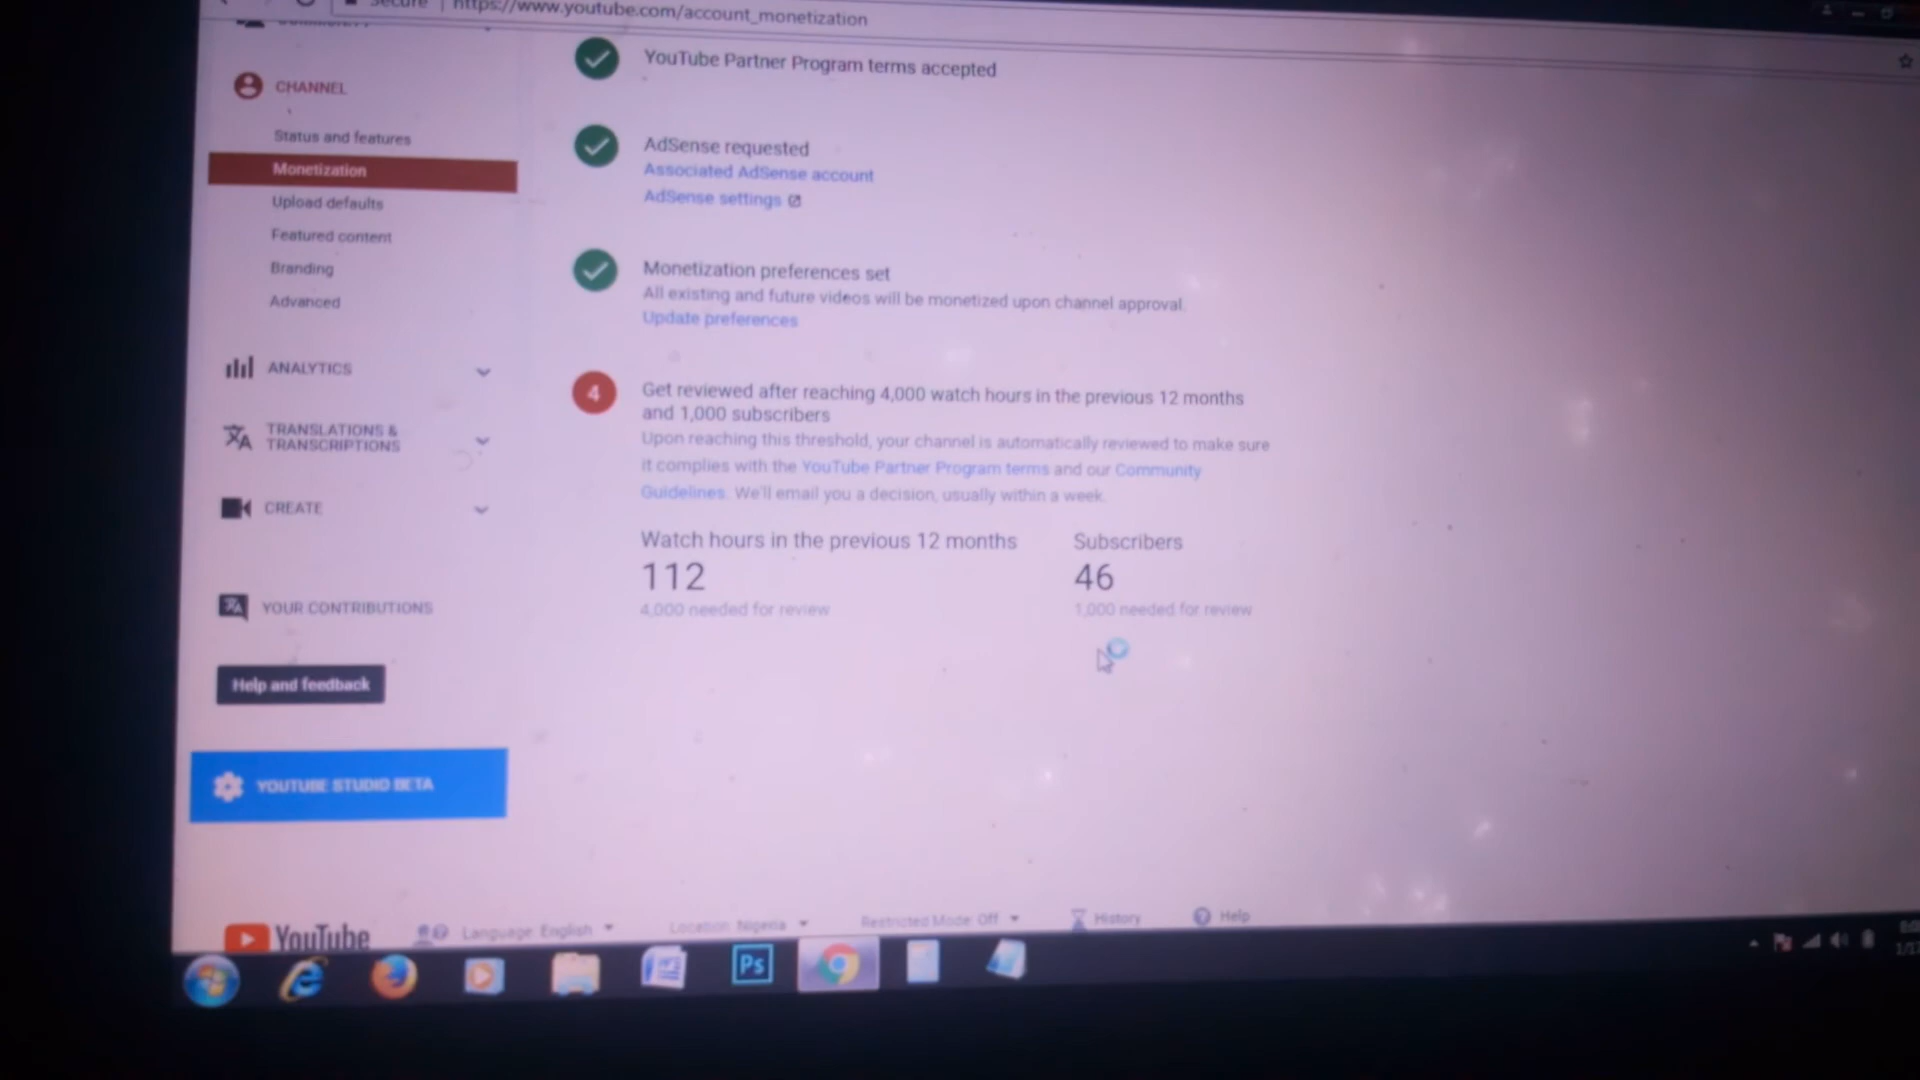 Secure | https://www.youtube.com/account_monetization
CHANNEL
Status and features
Monetization
Upload defaults
Featured content
Branding
Advanced
ANALYTICS
TRANSLATIONS &
TRANSCRIPTIONS
CREATE
YOUR CONTRIBUTIONS
Help and feedback
YOUTUBE STUDIO BETA
YouTube Partner Program terms accepted
AdSense requested
Associated AdSense account
AdSense settings
Monetization preferences set
All existing and future videos will be monetized upon channel approval.
Update preferences
4
Get reviewed after reaching 4,000 watch hours in the previous 12 months
and 1,000 subscribers
Upon reaching this threshold, your channel is automatically reviewed to make sure
it complies with the YouTube Partner Program terms and our Community
Guidelines. We'll email you a decision, usually within a week.
Watch hours in the previous 12 months
112
4,000 needed for review
Subscribers
46
1,000 needed for review
YouTube
Language: English
Location: Nigeria
Restricted Mode: Off
History
Help
Ps